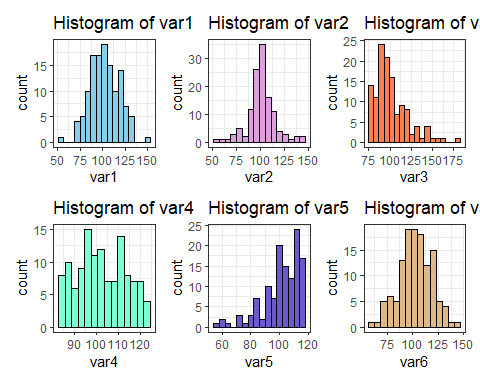 Histogram of var1
count
0
5
10
15
50 75 100 125 150
var1
Histogram of var2
count
0
10
20
30
50 75 100 125 150
var2
Histogram of va
count
0
5
10
15
20
25
75 100 125 150 175
var3
Histogram of var4
count
0
5
10
15
90 100 110 120
var4
Histogram of var5
count
0
5
10
15
20
25
60 80 100 120
var5
Histogram of va
count
0
5
10
15
75 100 125 150
var6